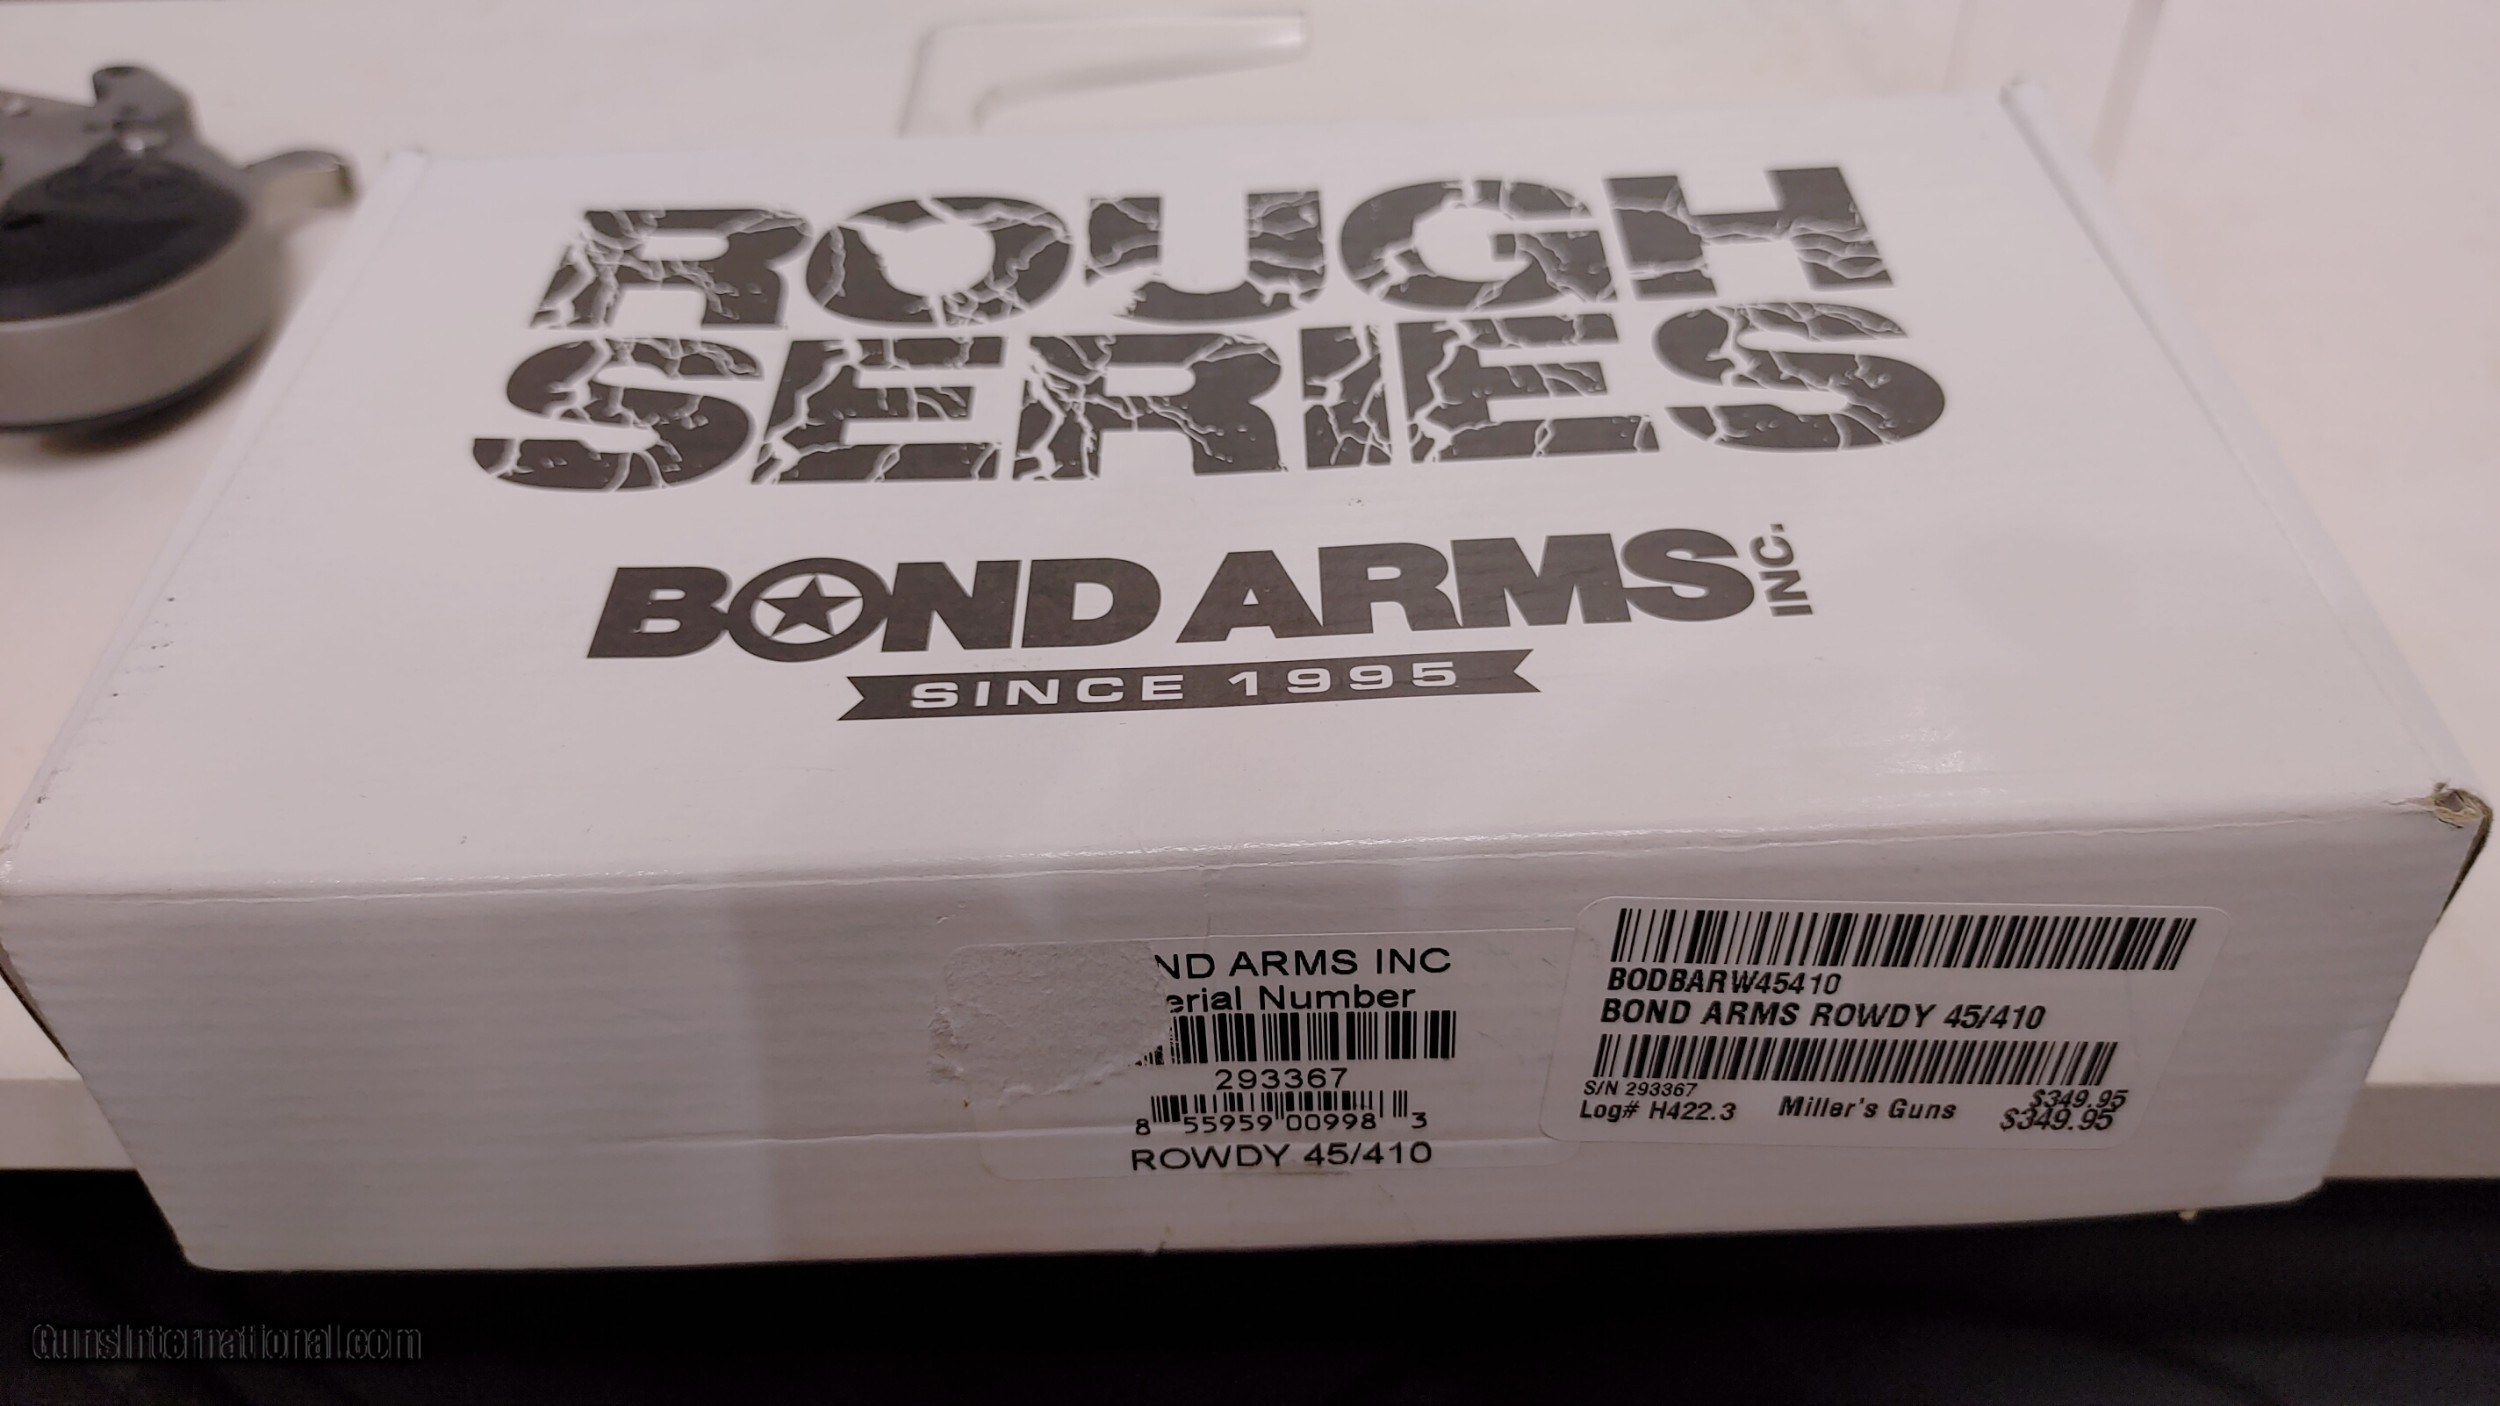 ROUGH
SERIES
BOND ARMS INC.
SINCE 1995
ND ARMS INC
erial Number
293367
8 55959 00998 3
ROWDY 45/410
BODBARW45410
BOND ARMS ROWDY 45/410
S/N 293367
$349.95
Log# H422.3 Miller's Guns $349.95
GunsInternational.com